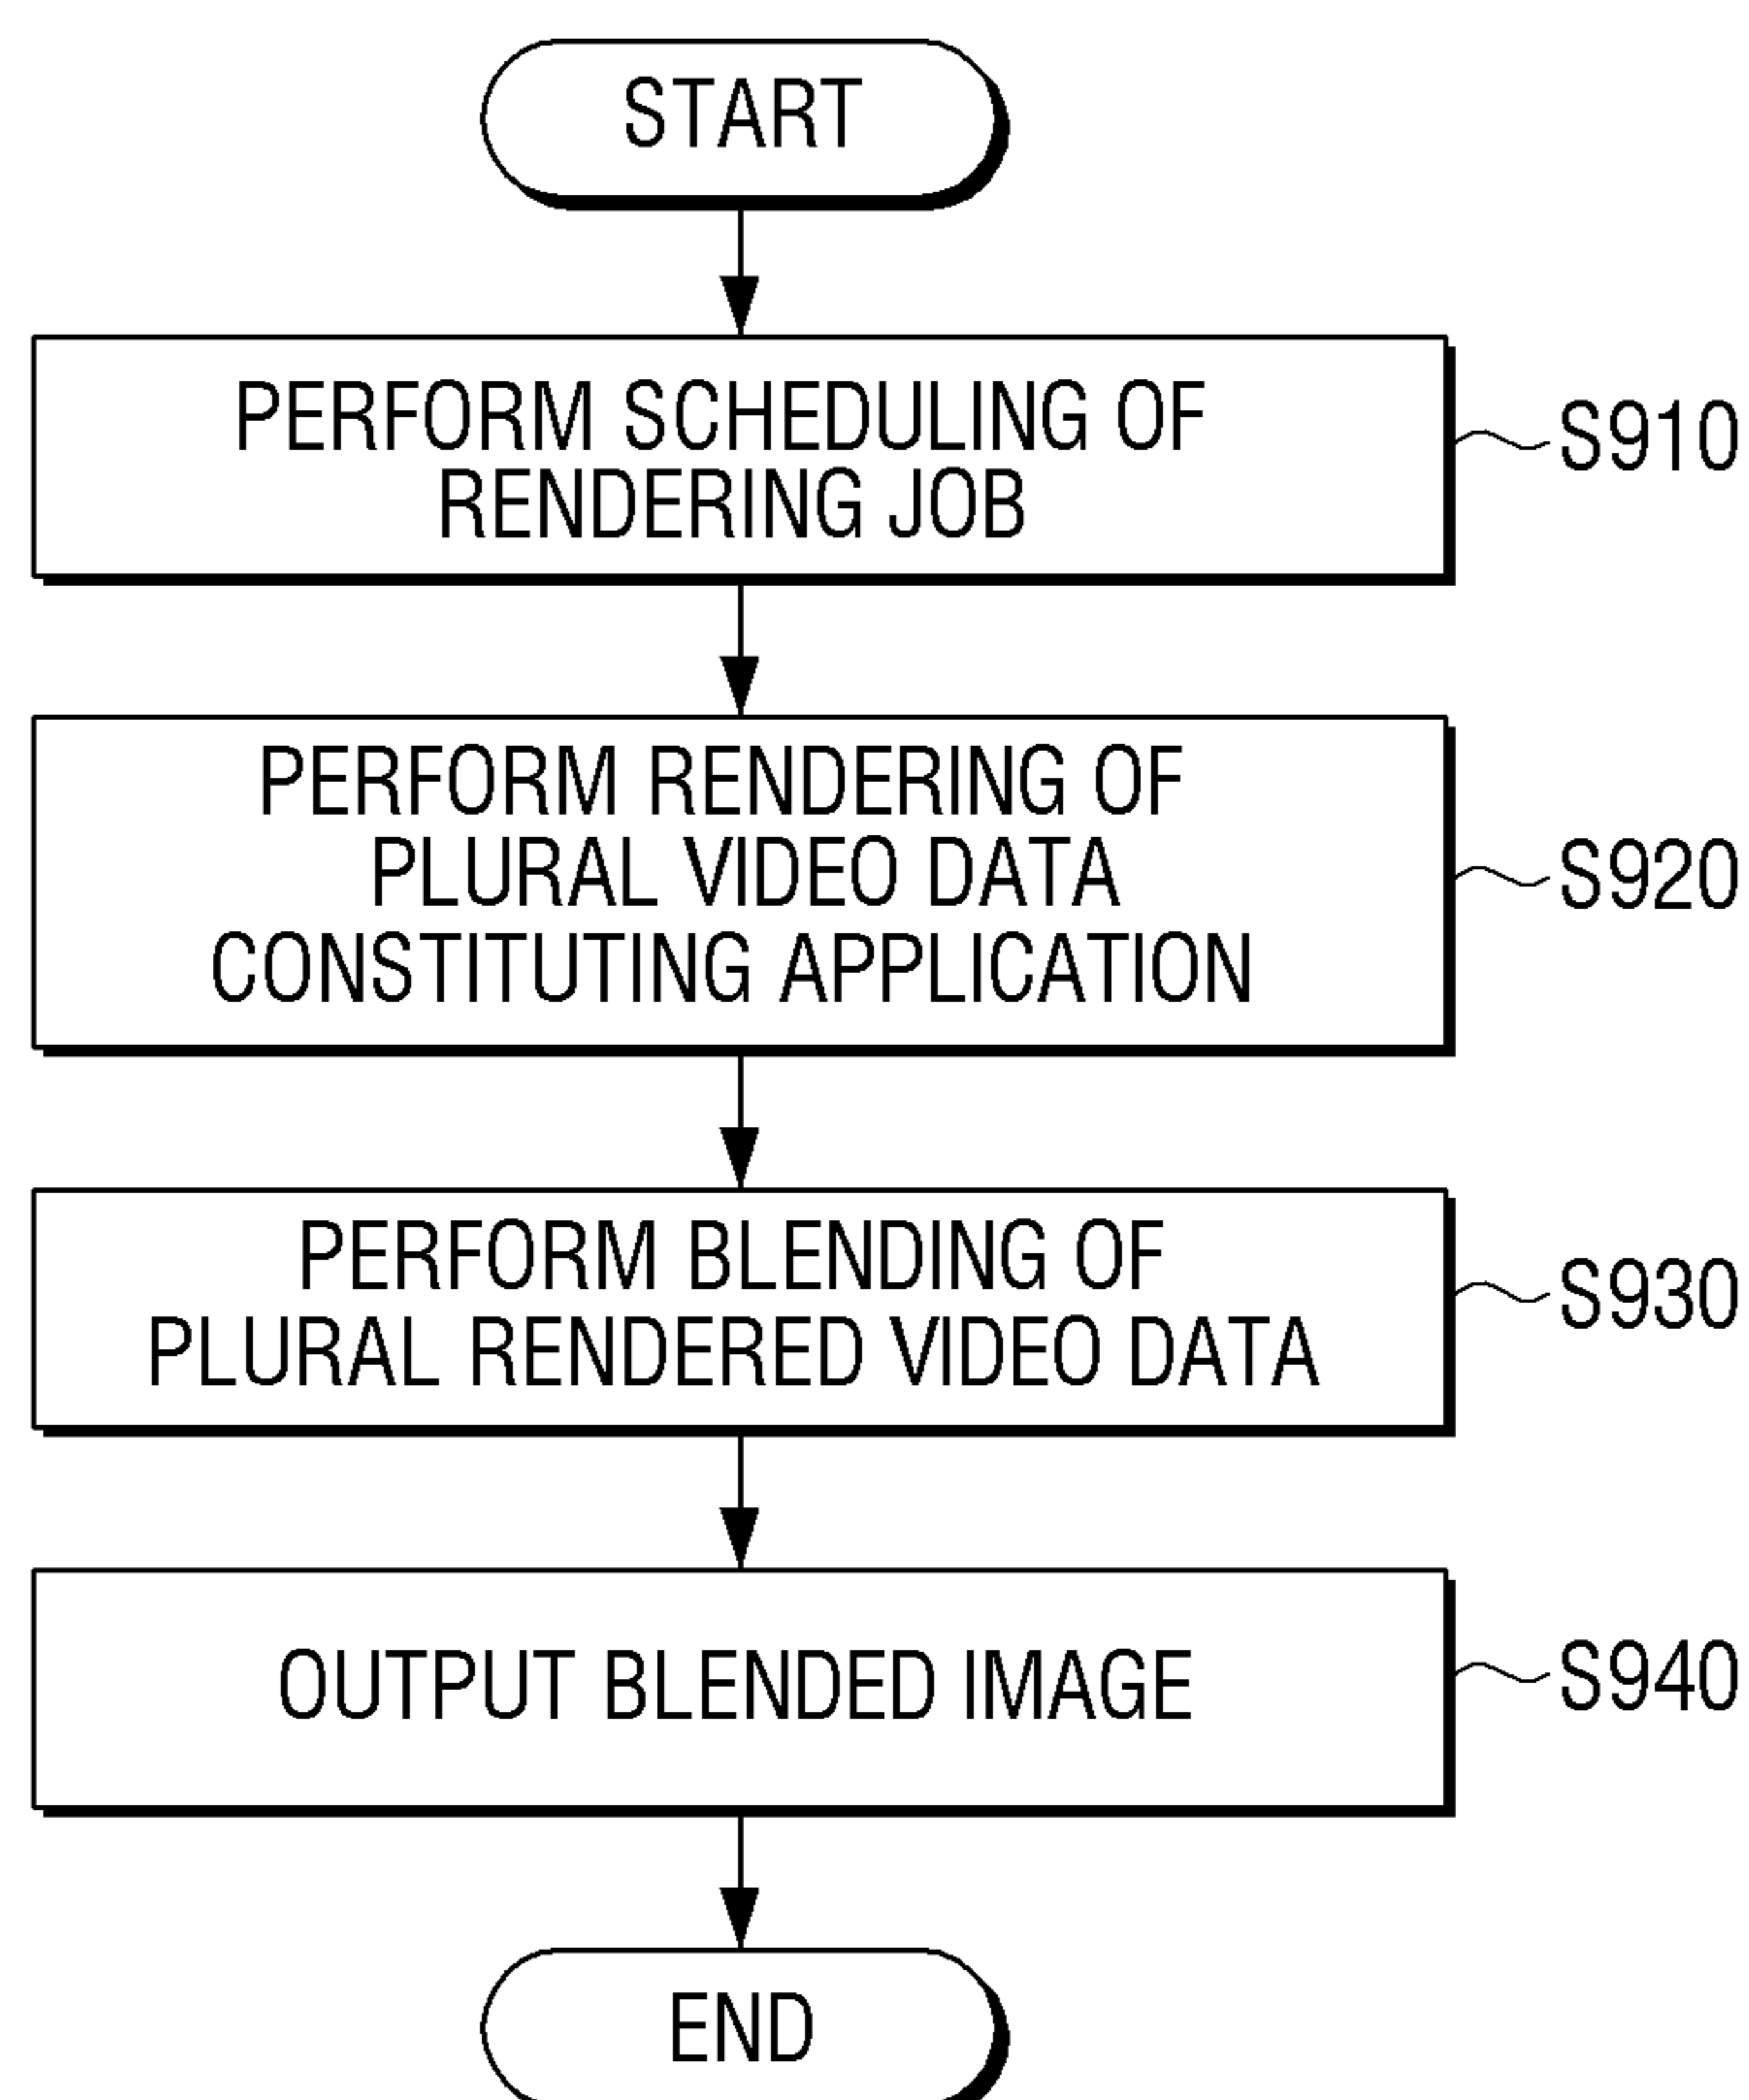 START
PERFORM SCHEDULING OF
RENDERING JOB
S910
PERFORM RENDERING OF
PLURAL VIDEO DATA
CONSTITUTING APPLICATION
S920
PERFORM BLENDING OF
PLURAL RENDERED VIDEO DATA
S930
OUTPUT BLENDED IMAGE
S940
END